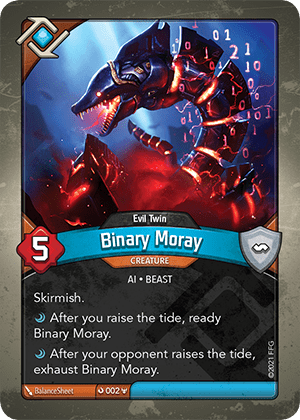 Evil Twin
Binary Moray
CREATURE
5
AI • BEAST
Skirmish.
After you raise the tide, ready
Binary Moray.
After your opponent raises the tide,
exhaust Binary Moray.
BalanceSheet
002
©2021 FFG